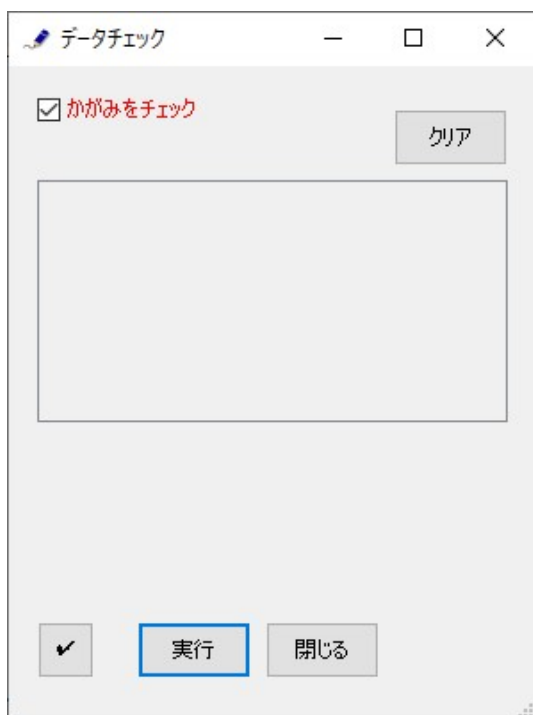 データチェック
かがみをチェック
クリア
✔
実行
閉じる